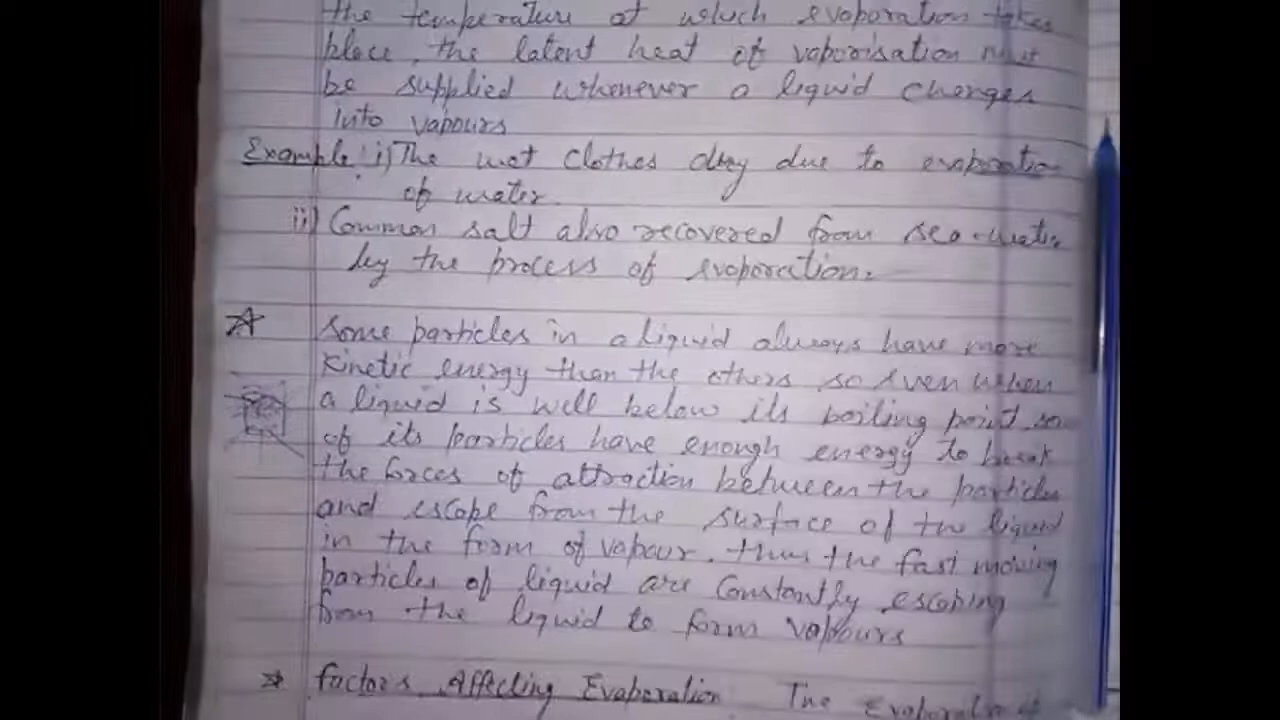 the temperature at which evaporation takes
place, the latent heat of vaporisation must
be supplied whenever a liquid changes
into vapours
Example: i) The wet clothes dry due to evaporation
of water.
ii) Common salt also recovered from sea-water
by the process of evaporation.
Some particles in a liquid always have more
kinetic energy than the others, so even when
a liquid is well below its boiling point, so
of its particles have enough energy to break
the forces of attraction between the particles
and escape from the surface of the liquid
in the form of vapour. Thus the fast moving
particles of liquid are constantly escaping
from the liquid to form vapours
Factors Affecting Evaporation The